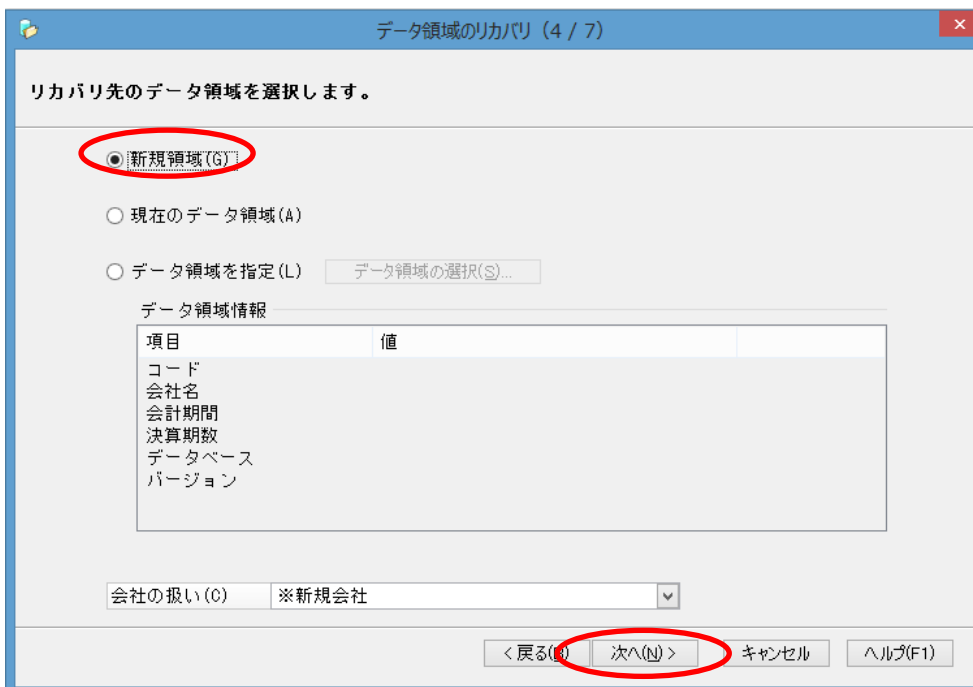 データ領域のリカバリ (4 / 7)
リカバリ先のデータ領域を選択します。
新規領域(G)
現在のデータ領域(A)
データ領域を指定(L) データ領域の選択(S)...
データ領域情報
項目 値
コード
会社名
会計期間
決算期数
データベース
バージョン
会社の扱い(C) ※新規会社
< 戻る(B) 次へ(N) > キャンセル ヘルプ(F1)